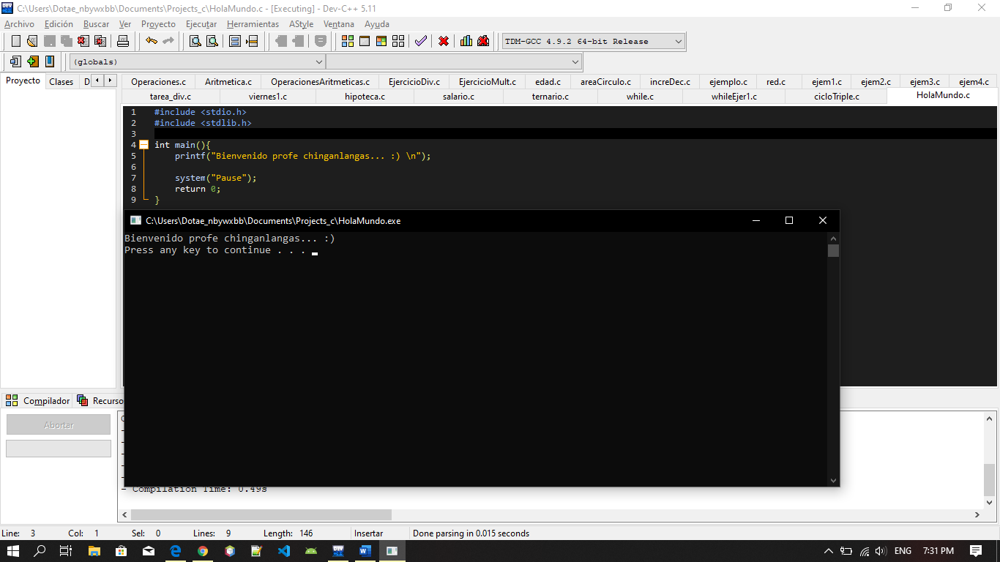 C:\Users\Dotae_nbywxbb\Documents\Projects_c\HolaMundo.c - [Executing] - Dev-C++ 5.11
Archivo Edición Buscar Ver Proyecto Ejecutar Herramientas AStyle Ventana Ayuda
TDM-GCC 4.9.2 64-bit Release
(globals)
Proyecto Clases D
Operaciones.c Aritmetica.c OperacionesAritmeticas.c EjercicioDiv.c EjercicioMult.c edad.c areaCirculo.c increDec.c ejemplo.c red.c ejem1.c ejem2.c ejem3.c ejem4.c
tarea_div.c viernes1.c hipoteca.c salario.c ternario.c while.c whileEjer1.c cicloTriple.c HolaMundo.c
1 #include <stdio.h>
2 #include <stdlib.h>
3
4 int main(){
5 printf("Bienvenido profe chinganlangas... :) \n");
6
7 system("Pause");
8 return 0;
9 }
C:\Users\Dotae_nbywxbb\Documents\Projects_c\HolaMundo.exe
Bienvenido profe chinganlangas... :)
Press any key to continue . . .
Compilador Recurso
Abortar
- Compilation Time: 0.49s
Line: 3 Col: 1 Sel: 0 Lines: 9 Length: 146 Insertar Done parsing in 0.015 seconds
ENG 7:31 PM